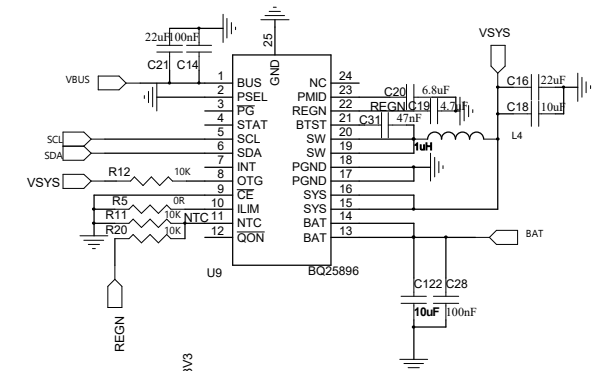 25
GND
22uF 100nF
C21 C14
VBUS
SCL
SDA
VSYS
R12 10K
R5 0R
R11 10K
R20 10K
NTC
REGN
3V3
1 BUS
2 PSEL
3 PG
4 STAT
5 SCL
6 SDA
7 INT
8 OTG
9 CE
10 ILIM
11 NTC
12 QON
NC 24
PMID 23
REGN 22
BTST 21
SW 20
SW 19
PGND 18
PGND 17
SYS 16
SYS 15
BAT 14
BAT 13
U9
BQ25896
C20 6.8uF
REGN C19 4.7uF
C31 47nF
1uH
L4
VSYS
C16 22uF
C18 10uF
BAT
C122 C28
10uF 100nF